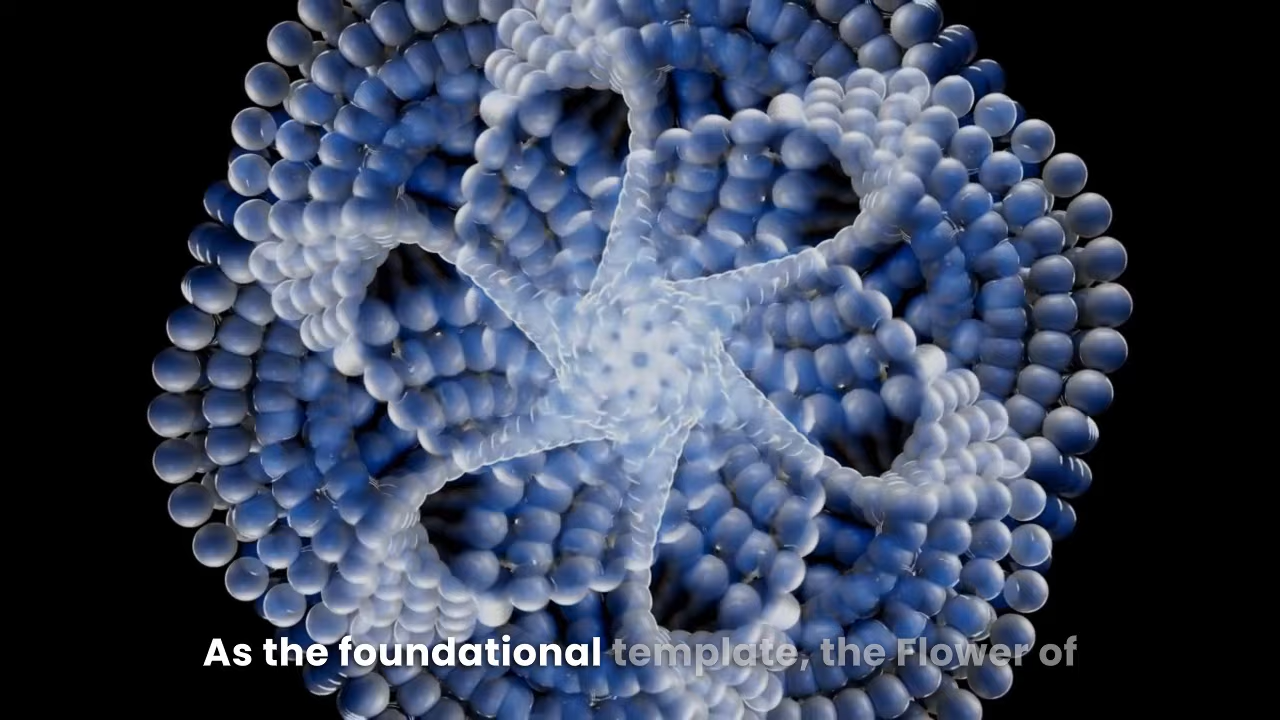 As the foundational template, the Flower of